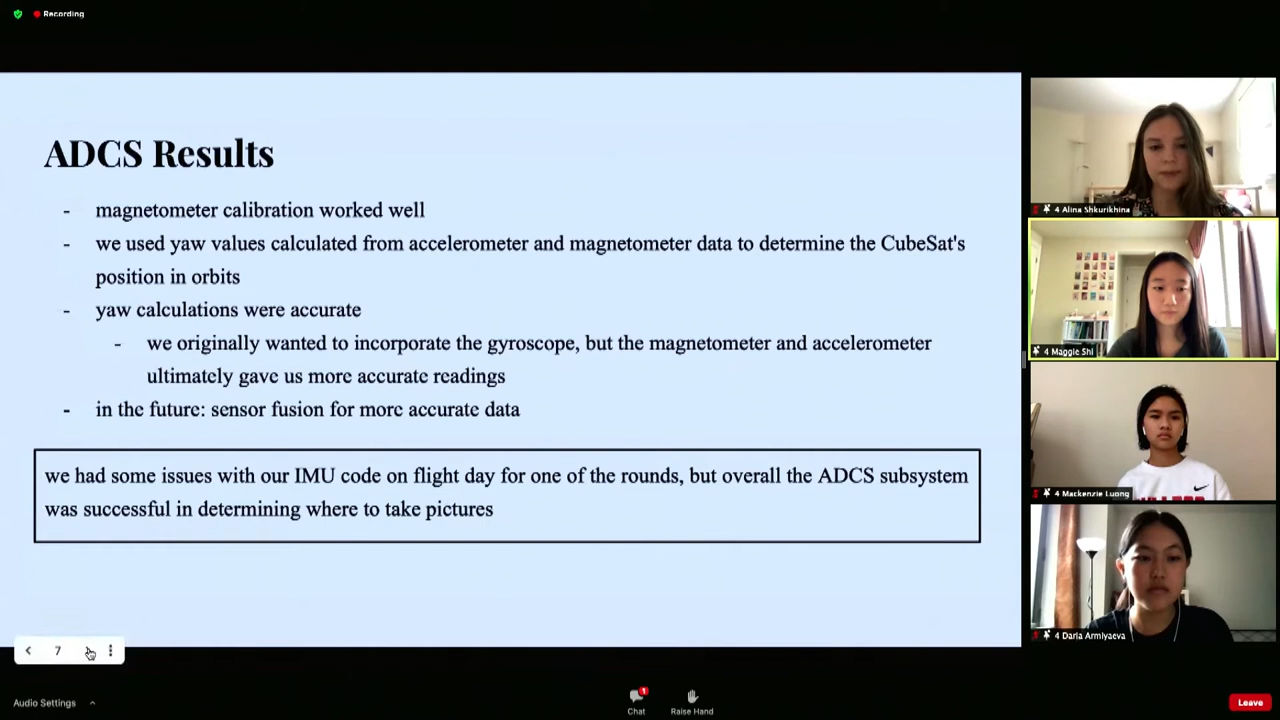 Recording
ADCS Results
- magnetometer calibration worked well
- we used yaw values calculated from accelerometer and magnetometer data to determine the CubeSat's
position in orbits
- yaw calculations were accurate
- we originally wanted to incorporate the gyroscope, but the magnetometer and accelerometer
ultimately gave us more accurate readings
- in the future: sensor fusion for more accurate data
we had some issues with our IMU code on flight day for one of the rounds, but overall the ADCS subsystem
was successful in determining where to take pictures
4 Alina Shkurikhina
4 Maggie Shi
4 Mackenzie Luong
4 Daria Armiyaeva
7
Audio Settings
1
Chat
Raise Hand
Leave